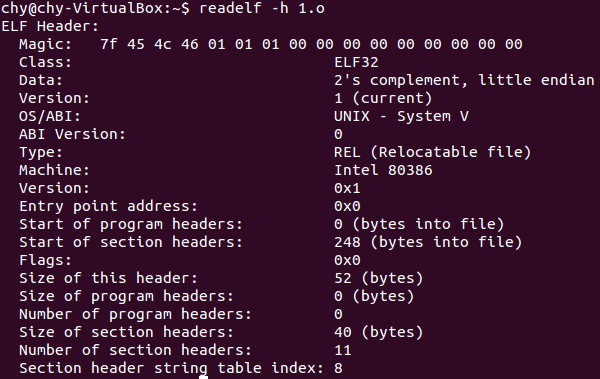 chy@chy-VirtualBox:~$ readelf -h 1.o
ELF Header:
  Magic:   7f 45 4c 46 01 01 01 00 00 00 00 00 00 00 00 00
  Class:                             ELF32
  Data:                              2's complement, little endian
  Version:                           1 (current)
  OS/ABI:                            UNIX - System V
  ABI Version:                       0
  Type:                              REL (Relocatable file)
  Machine:                           Intel 80386
  Version:                           0x1
  Entry point address:               0x0
  Start of program headers:          0 (bytes into file)
  Start of section headers:          248 (bytes into file)
  Flags:                             0x0
  Size of this header:               52 (bytes)
  Size of program headers:           0 (bytes)
  Number of program headers:         0
  Size of section headers:           40 (bytes)
  Number of section headers:         11
  Section header string table index: 8